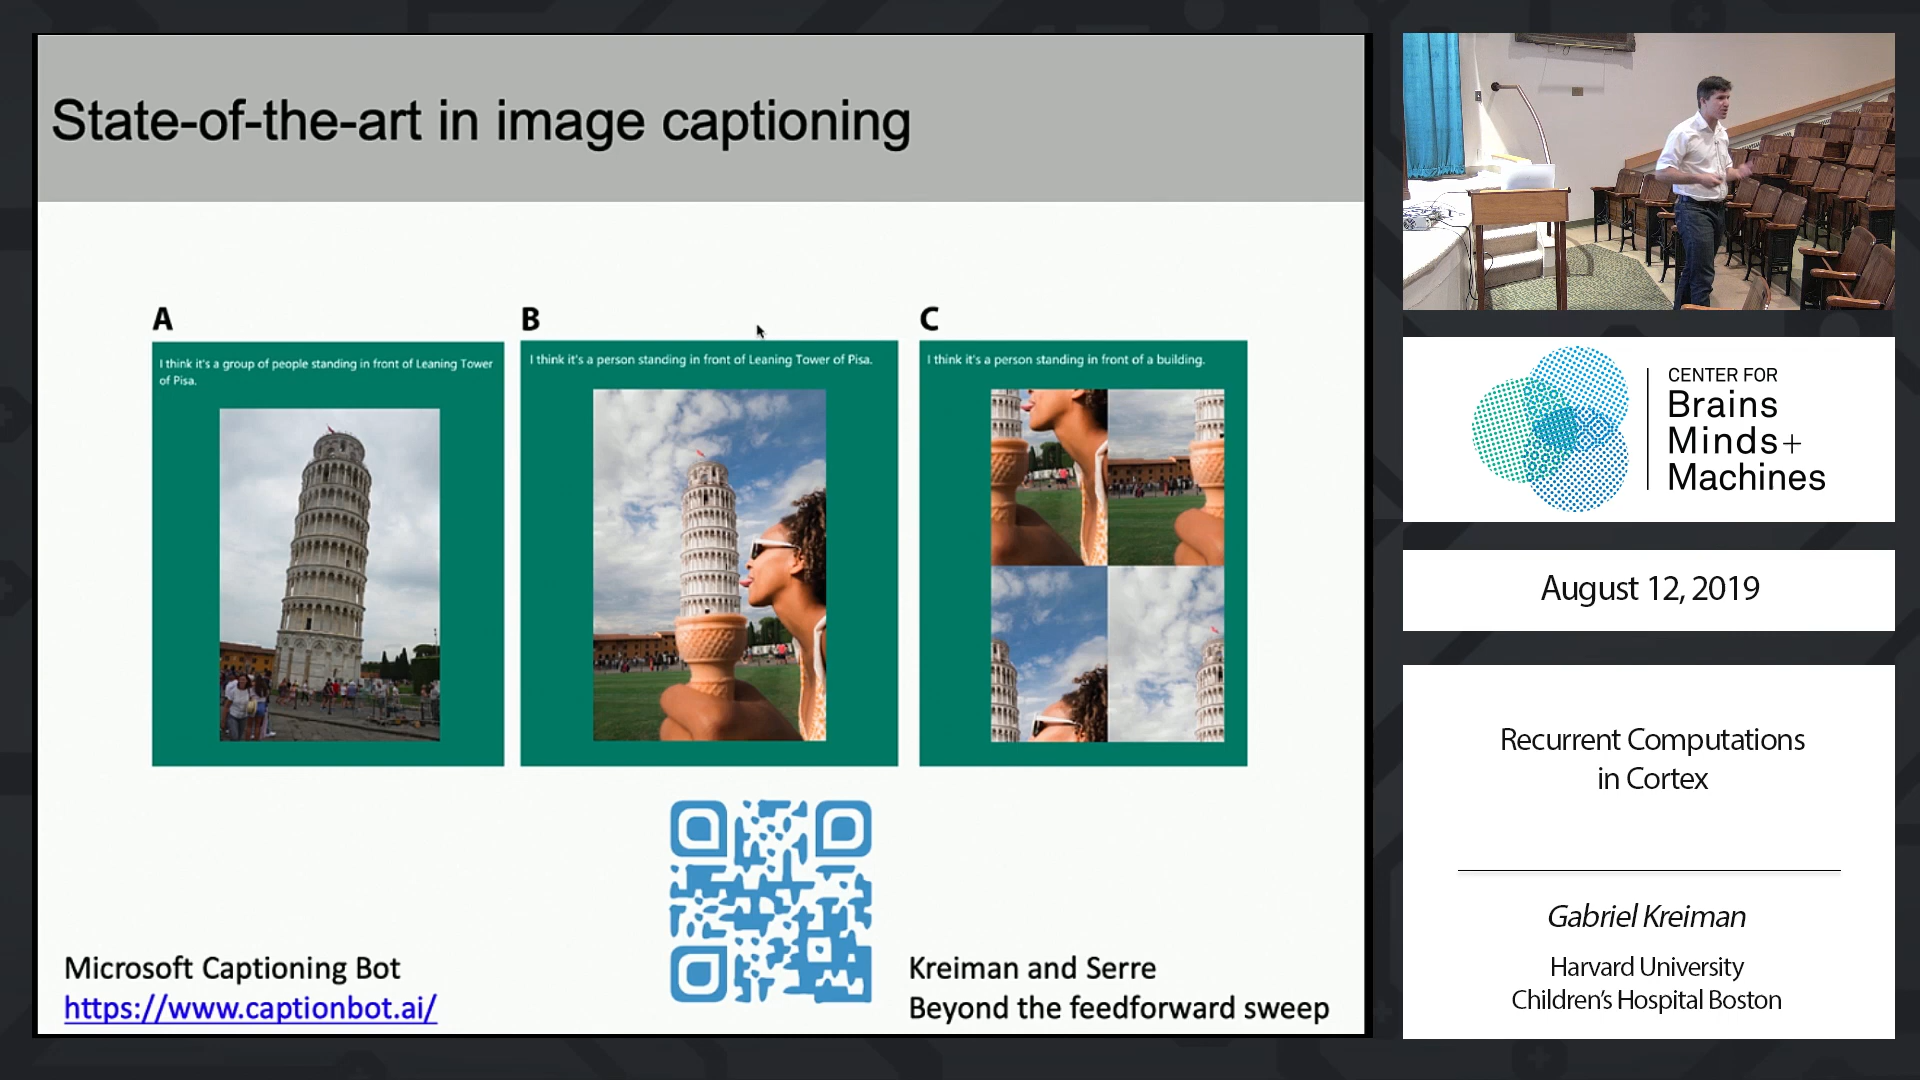 State-of-the-art in image captioning
A
I think it's a group of people standing in front of Leaning Tower
of Pisa.
B
I think it's a person standing in front of Leaning Tower of Pisa.
C
I think it's a person standing in front of a building.
Microsoft Captioning Bot
https://www.captionbot.ai/
Kreiman and Serre
Beyond the feedforward sweep
CENTER FOR
Brains
Minds+
Machines
August 12, 2019
Recurrent Computations
in Cortex
Gabriel Kreiman
Harvard University
Children's Hospital Boston